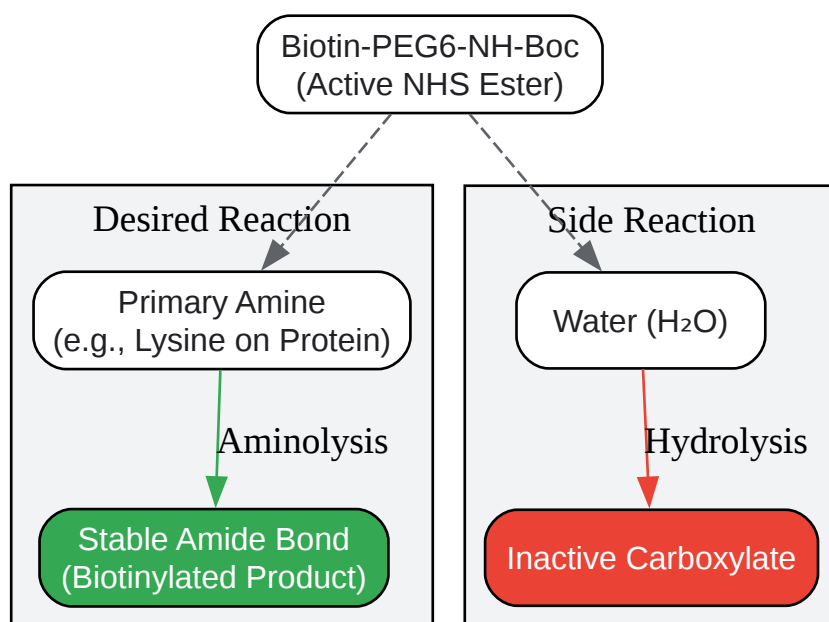 Biotin-PEG6-NH-Boc
(Active NHS Ester)
Desired Reaction
Primary Amine
(e.g., Lysine on Protein)
Aminolysis
Stable Amide Bond
(Biotinylated Product)
Side Reaction
Water (H₂O)
Hydrolysis
Inactive Carboxylate